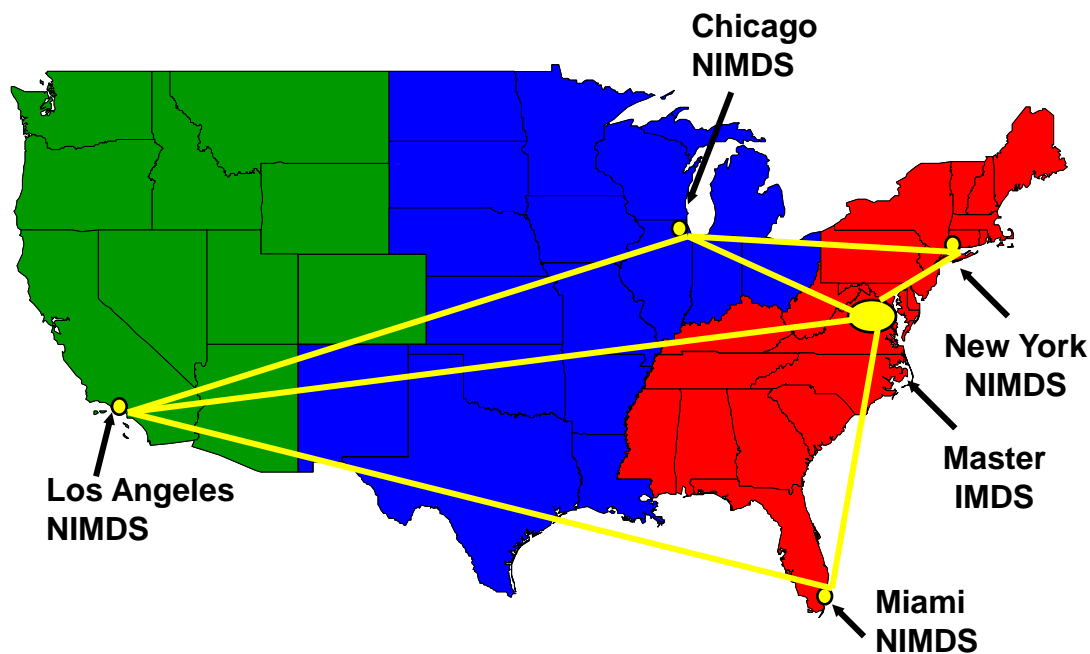 Chicago
NIMDS
New York
NIMDS
Master
IMDS
Los Angeles
NIMDS
Miami
NIMDS